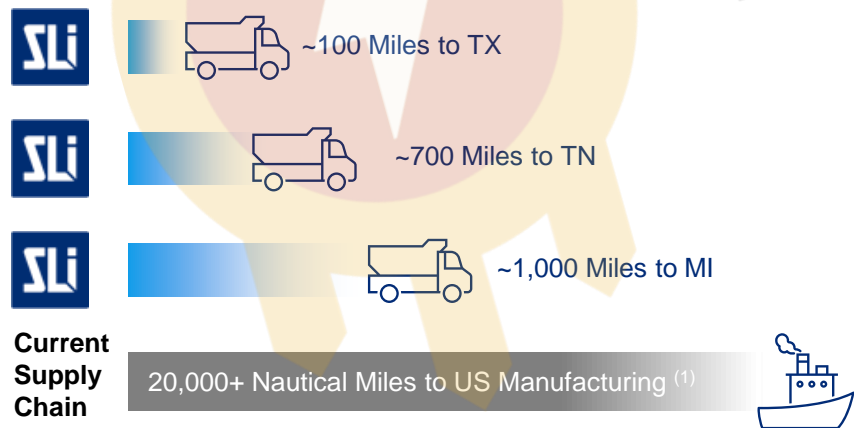 SLi
~100 Miles to TX
SLi
~700 Miles to TN
SLi
~1,000 Miles to MI
Current
Supply
Chain
20,000+ Nautical Miles to US Manufacturing (1)